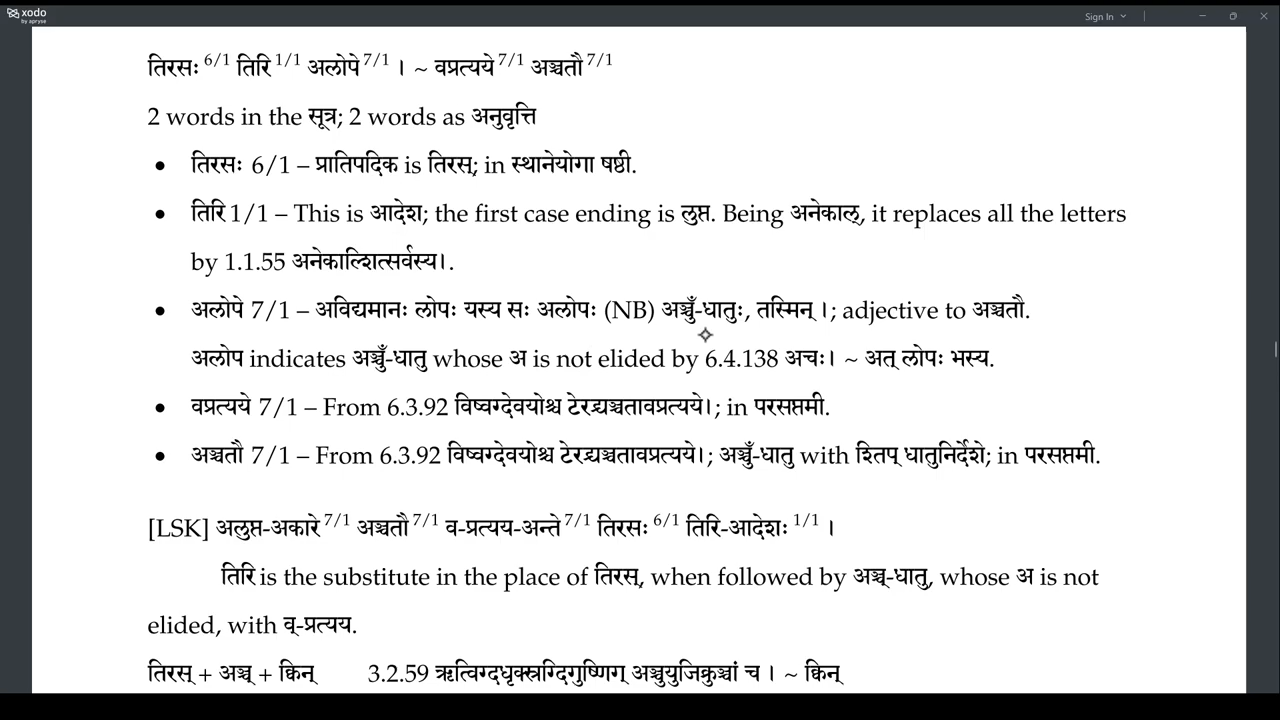 xodo
by apryse
Sign In
तिरसः 6/1 तिरि 1/1 अलोपे 7/1 । ~ वप्रत्यये 7/1 अञ्चतौ 7/1
2 words in the सूत्र; 2 words as अनुवृत्ति
• तिरसः 6/1 – प्रातिपदिक is तिरस्; in स्थानेयोगा षष्ठी.
• तिरि 1/1 – This is आदेश; the first case ending is लुप्त. Being अनेकाल्, it replaces all the letters
by 1.1.55 अनेकाल्शित्सर्वस्य।.
• अलोपे 7/1 – अविद्यमानः लोपः यस्य सः अलोपः (NB) अञ्चुँ-धातुः, तस्मिन् ।; adjective to अञ्चतौ.
अलोप indicates अञ्चुँ-धातु whose अ is not elided by 6.4.138 अचः। ~ अत् लोपः भस्य.
• वप्रत्यये 7/1 – From 6.3.92 विष्वग्देवयोश्च टेरद्र्यञ्चतावप्रत्यये।; in परसप्तमी.
• अञ्चतौ 7/1 – From 6.3.92 विष्वग्देवयोश्च टेरद्र्यञ्चतावप्रत्यये।; अञ्चुँ-धातु with श्तिप् धातुनिर्देशे; in परसप्तमी.
[LSK] अलुप्त-अकारे 7/1 अञ्चतौ 7/1 व-प्रत्यय-अन्ते 7/1 तिरसः 6/1 तिरि-आदेशः 1/1 ।
तिरि is the substitute in the place of तिरस्, when followed by अञ्च्-धातु, whose अ is not
elided, with व्-प्रत्यय.
तिरस् + अञ्च् + क्विन् 3.2.59 ऋत्विग्दधृक्स्रग्दिगुष्णिग् अञ्चुयुजिक्रुञ्चां च । ~ क्विन्